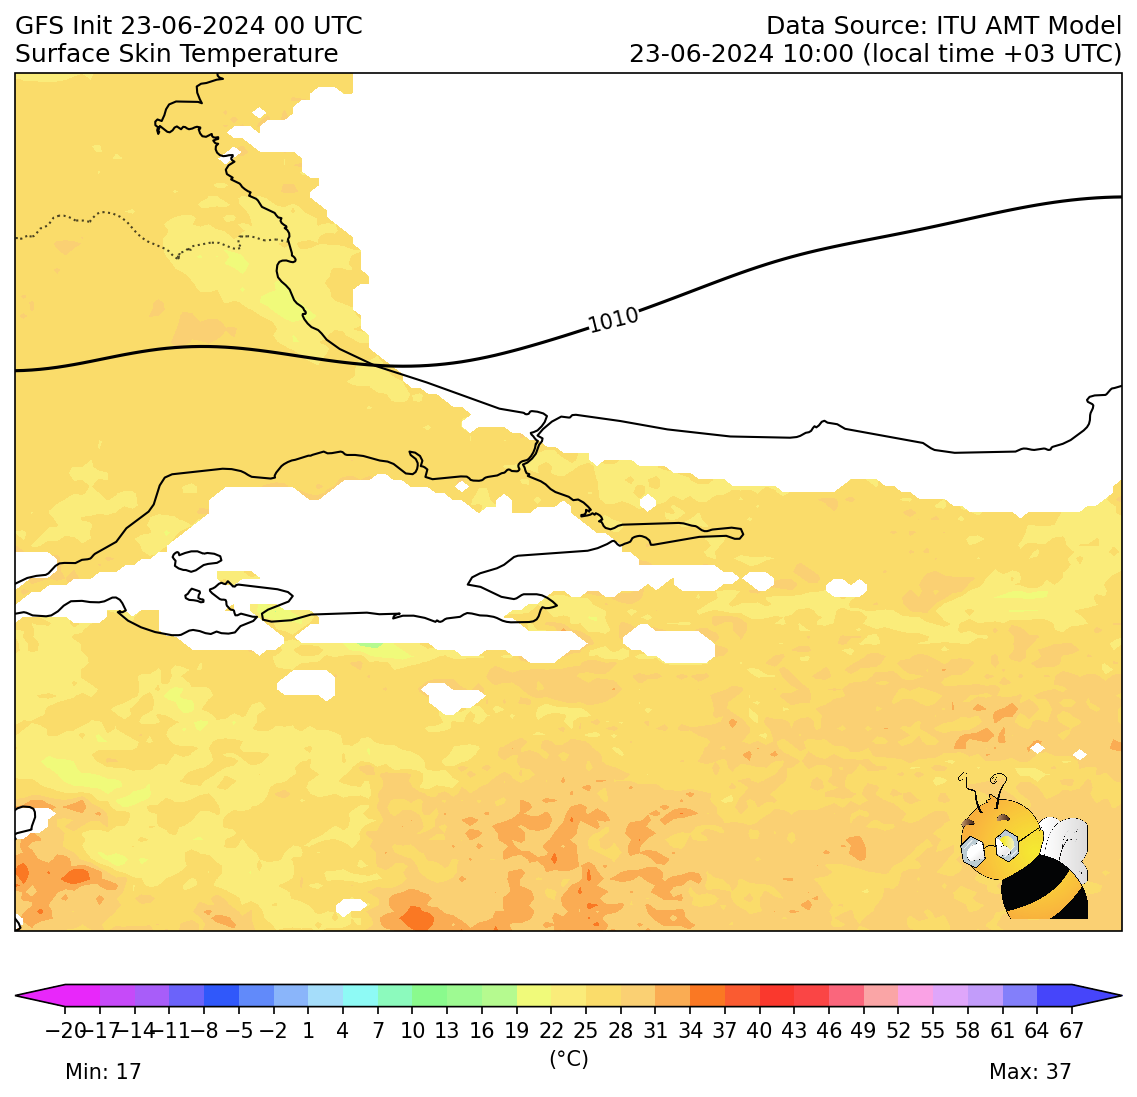 GFS Init 23-06-2024 00 UTC
Data Source: ITU AMT Model
Surface Skin Temperature
23-06-2024 10:00 (local time +03 UTC)
1010
−20 −17 −14 −11 −8 −5 −2 1 4 7 10 13 16 19 22 25 28 31 34 37 40 43 46 49 52 55 58 61 64 67
(°C)
Min: 17
Max: 37